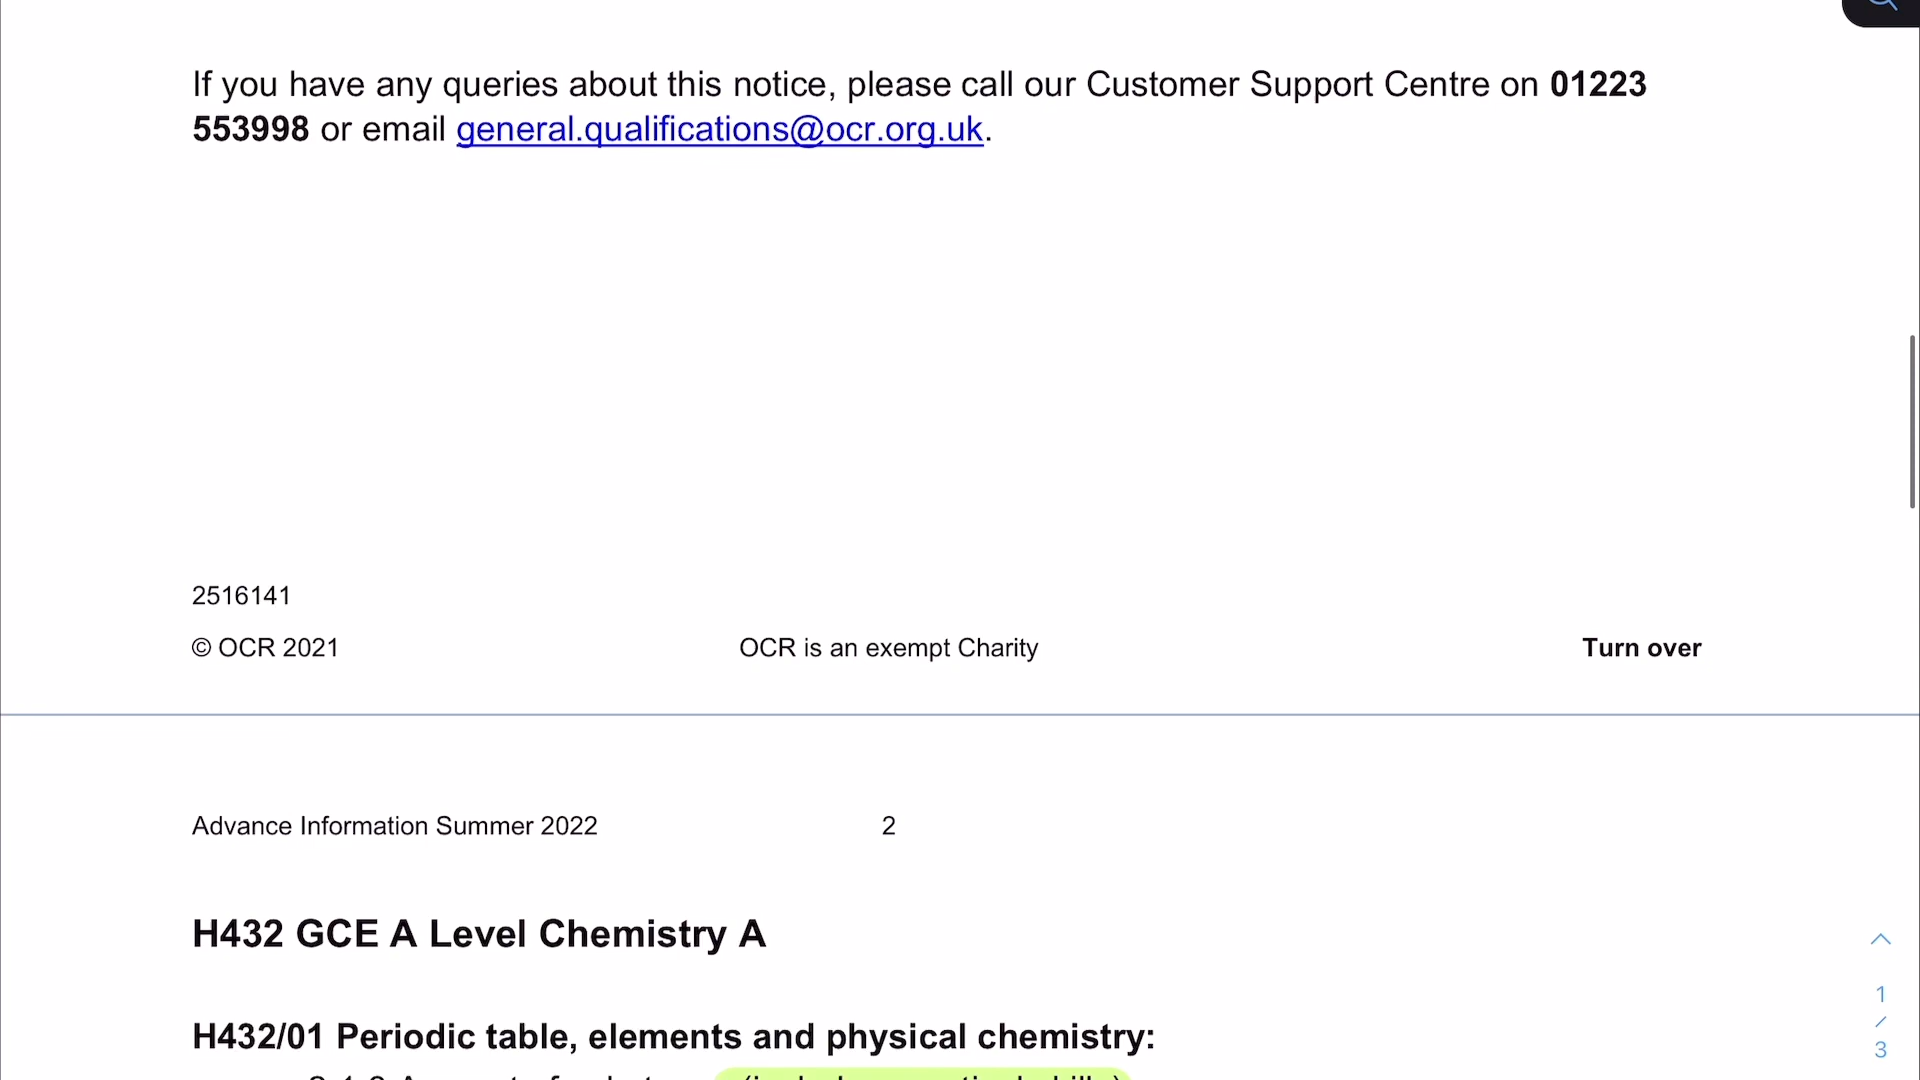 If you have any queries about this notice, please call our Customer Support Centre on 01223
553998 or email general.qualifications@ocr.org.uk.
2516141
© OCR 2021
OCR is an exempt Charity
Turn over
Advance Information Summer 2022
2
H432 GCE A Level Chemistry A
1
/
3
H432/01 Periodic table, elements and physical chemistry: